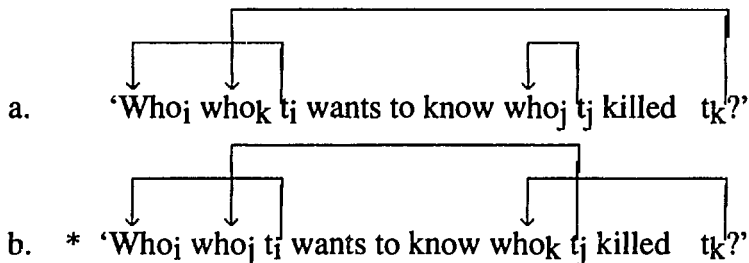 a. ‘Whoi whok ti wants to know whoj tj killed tk?’
b. * ‘Whoi whoj ti wants to know whok tj killed tk?’